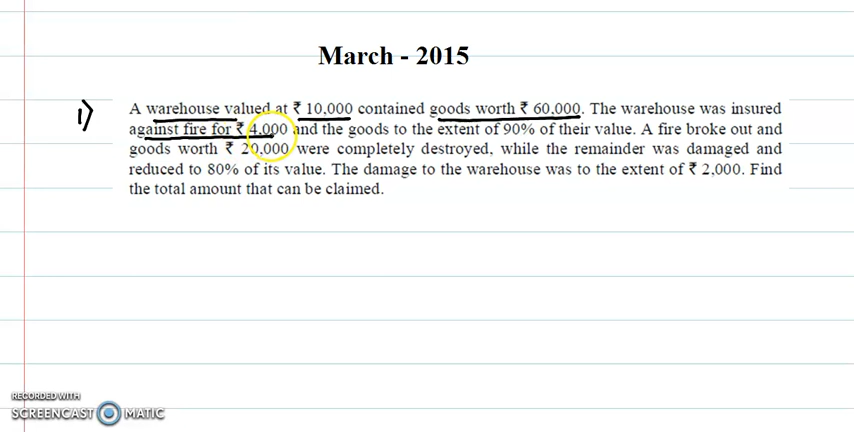 March - 2015
1)
A warehouse valued at ₹ 10,000 contained goods worth ₹ 60,000. The warehouse was insured
against fire for ₹ 4,000 and the goods to the extent of 90% of their value. A fire broke out and
goods worth ₹ 20,000 were completely destroyed, while the remainder was damaged and
reduced to 80% of its value. The damage to the warehouse was to the extent of ₹ 2,000. Find
the total amount that can be claimed.
RECORDED WITH
SCREENCAST MATIC